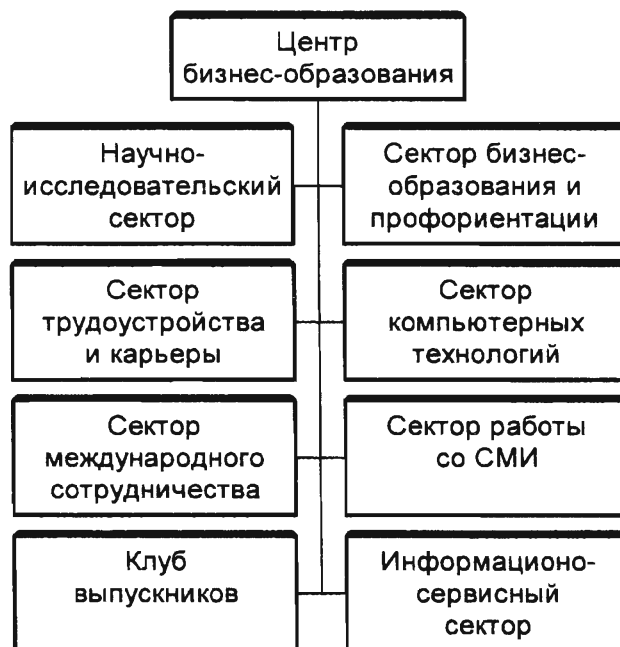 Центр
бизнес-образования
Научно-
исследовательский
сектор
Сектор бизнес-
образования и
профориентации
Сектор
трудоустройства
и карьеры
Сектор
компьютерных
технологий
Сектор
международного
сотрудничества
Сектор работы
со СМИ
Клуб
выпускников
Информационо-
сервисный
сектор